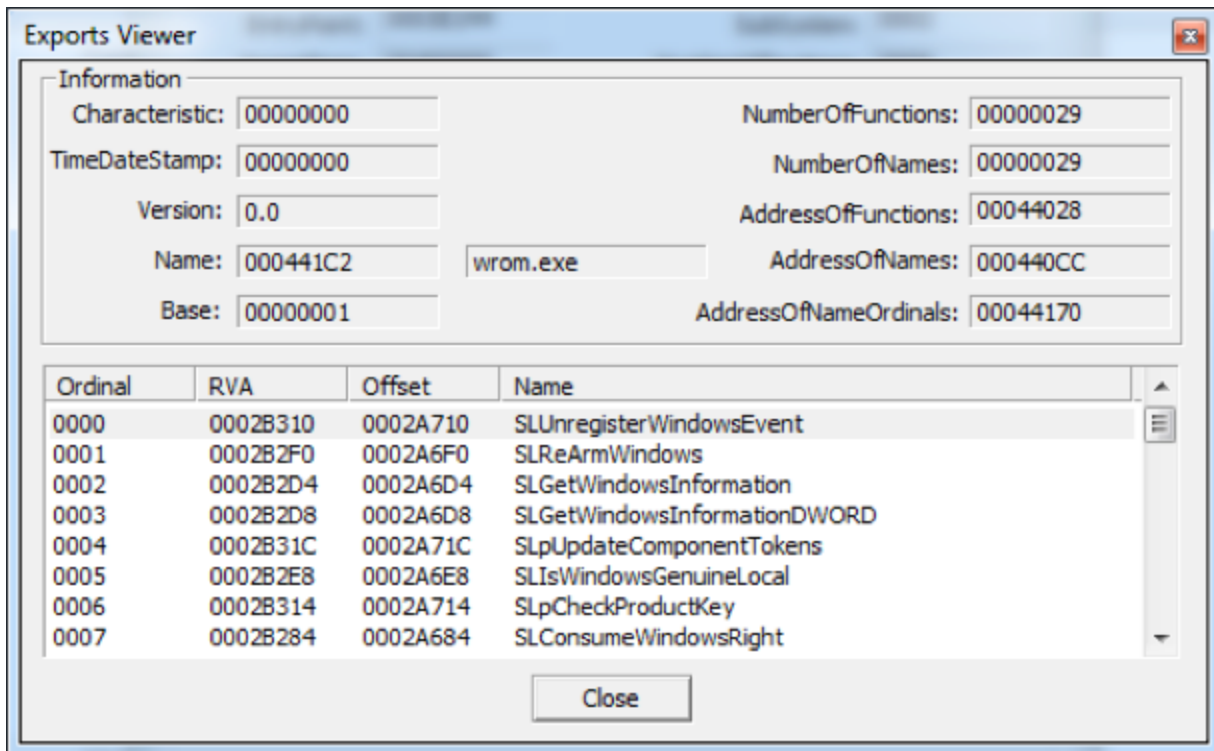 Exports Viewer
Information
Characteristic: 00000000 NumberOfFunctions: 00000029
TimeDateStamp: 00000000 NumberOfNames: 00000029
Version: 0.0 AddressOfFunctions: 00044028
Name: 000441C2 wrom.exe AddressOfNames: 000440CC
Base: 00000001 AddressOfNameOrdinals: 00044170
Ordinal RVA Offset Name
0000 0002B310 0002A710 SLUnregisterWindowsEvent
0001 0002B2F0 0002A6F0 SLReArmWindows
0002 0002B2D4 0002A6D4 SLGetWindowsInformation
0003 0002B2D8 0002A6D8 SLGetWindowsInformationDWORD
0004 0002B31C 0002A71C SLpUpdateComponentTokens
0005 0002B2E8 0002A6E8 SLIsWindowsGenuineLocal
0006 0002B314 0002A714 SLpCheckProductKey
0007 0002B284 0002A684 SLConsumeWindowsRight
Close